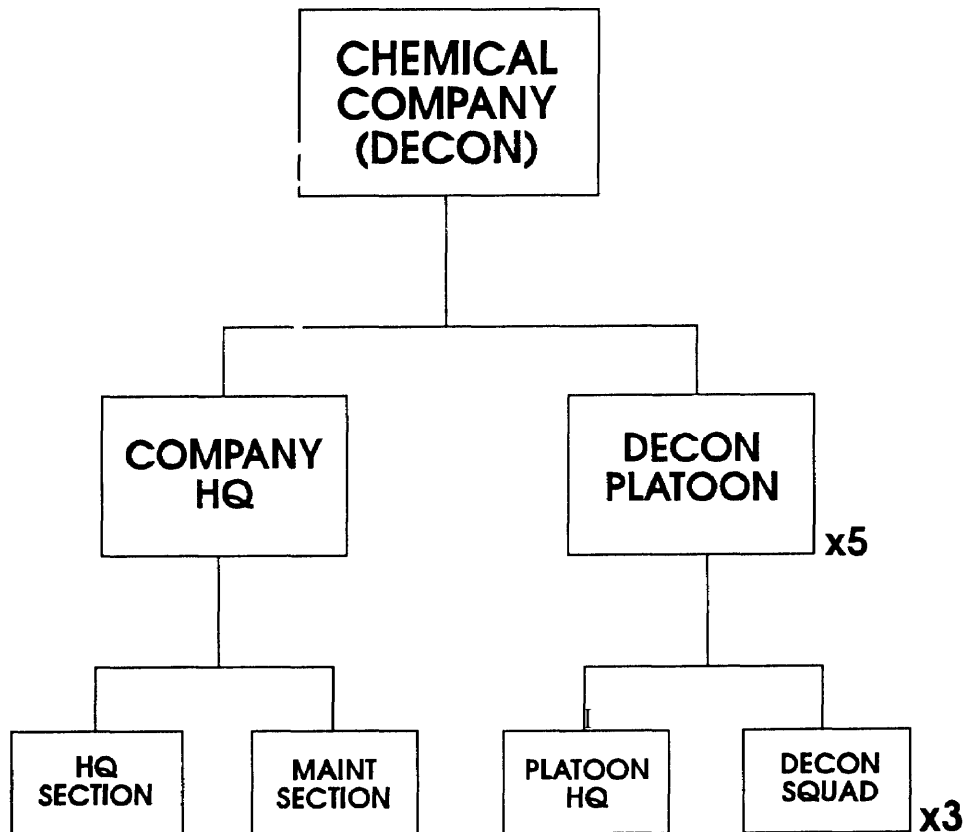 CHEMICAL
COMPANY
(DECON)
COMPANY
HQ
DECON
PLATOON
x5
HQ
SECTION
MAINT
SECTION
PLATOON
HQ
DECON
SQUAD
x3